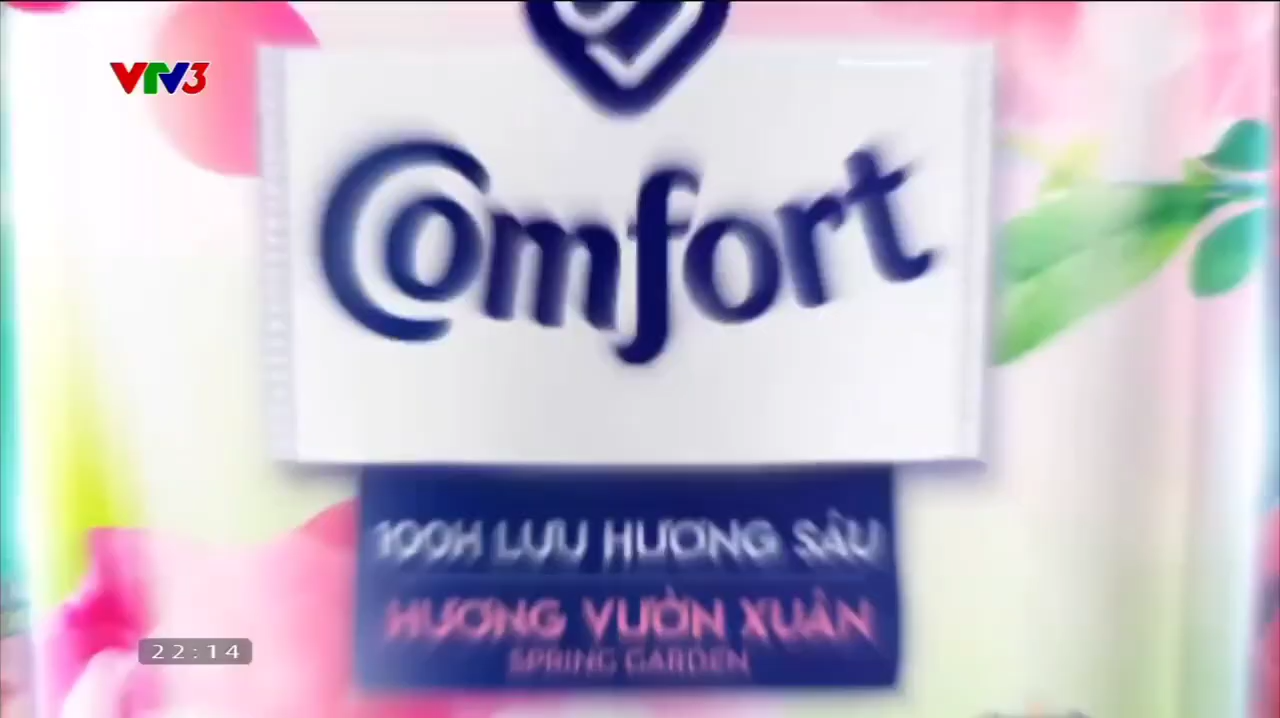 VTV3
Comfort
100H LƯU HƯƠNG SÂU
HƯƠNG VƯỜN XUÂN
SPRING GARDEN
22:14